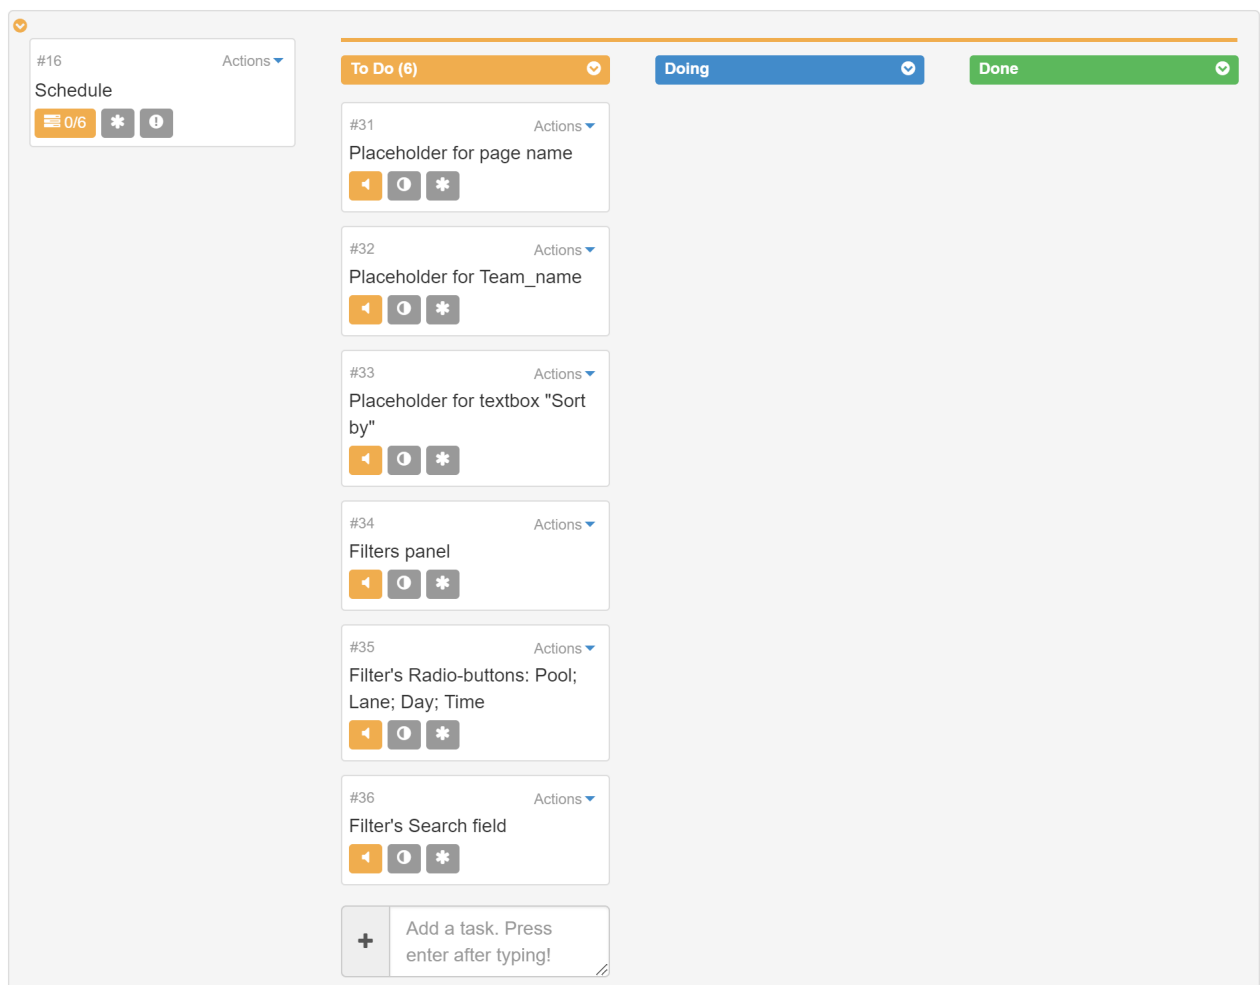 #16
Actions
Schedule
0/6
To Do (6)
Doing
Done
#31
Actions
Placeholder for page name
#32
Actions
Placeholder for Team_name
#33
Actions
Placeholder for textbox "Sort
by"
#34
Actions
Filters panel
#35
Actions
Filter's Radio-buttons: Pool;
Lane; Day; Time
#36
Actions
Filter's Search field
Add a task. Press
enter after typing!